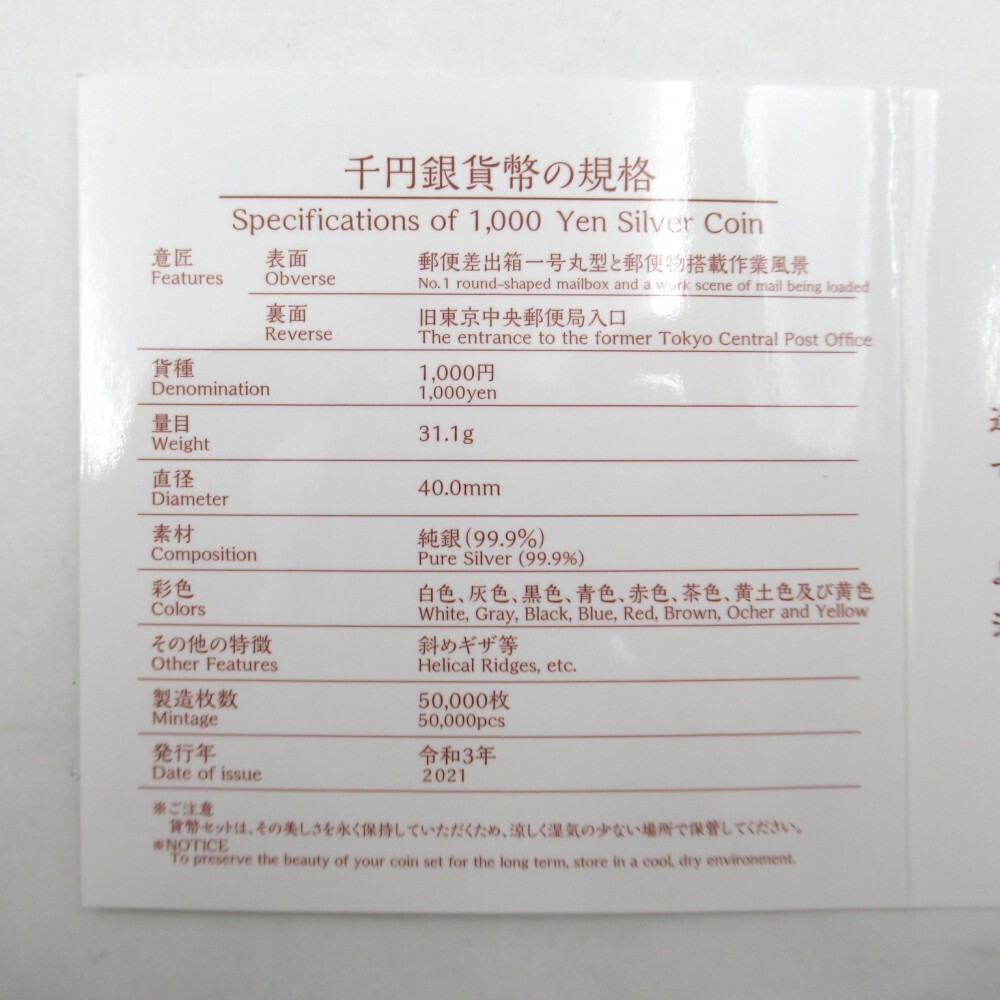 千円銀貨幣の規格
Specifications of 1,000 Yen Silver Coin
意匠 表面 郵便差出箱一号丸型と郵便物搭載作業風景
Features Obverse No.1 round-shaped mailbox and a work scene of mail being loaded
裏面 旧東京中央郵便局入口
Reverse The entrance to the former Tokyo Central Post Office
貨種 1,000円
Denomination 1,000yen
量目
Weight 31.1g
直径
Diameter 40.0mm
素材 純銀(99.9%)
Composition Pure Silver (99.9%)
彩色 白色、灰色、黒色、青色、赤色、茶色、黄土色及び黄色
Colors White, Gray, Black, Blue, Red, Brown, Ocher and Yellow
その他の特徴 斜めギザ等
Other Features Helical Ridges, etc.
製造枚数 50,000枚
Mintage 50,000pcs
発行年 令和3年
Date of issue 2021
※ご注意
貨幣セットは、その美しさを永く保持していただくため、涼しく湿気の少ない場所で保管してください。
※NOTICE
To preserve the beauty of your coin set for the long term, store in a cool, dry environment.